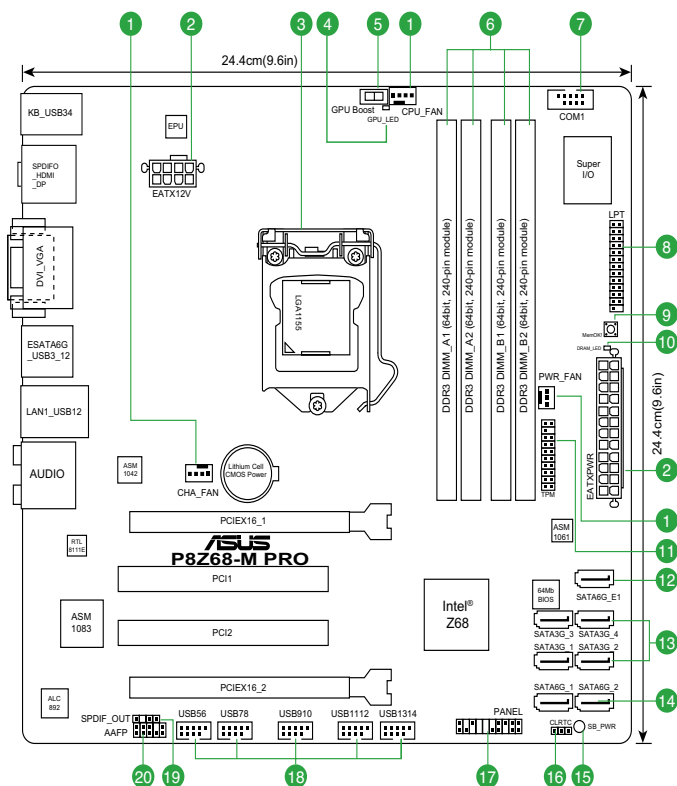 1
2
3
4
5
1
6
7
24.4cm(9.6in)
KB_USB34
EPU
GPU Boost
GPU_LED
CPU_FAN
COM1
SPDIFO
_HDMI
_DP
EATX12V
Super
I/O
LPT
8
DVI_VGA
LGA1155
DDR3 DIMM_A1 (64bit, 240-pin module)
DDR3 DIMM_A2 (64bit, 240-pin module)
DDR3 DIMM_B1 (64bit, 240-pin module)
DDR3 DIMM_B2 (64bit, 240-pin module)
MemOK!
9
DRAM_LED
10
ESATA6G
_USB3_12
PWR_FAN
24.4cm(9.6in)
LAN1_USB12
AUDIO
1
ASM
1042
CHA_FAN
Lithium Cell
CMOS Power
TPM
EATXPWR
2
PCIEX16_1
1
ASM
1061
11
RTL
8111E
ASUS
P8Z68-M PRO
PCI1
64Mb
BIOS
SATA6G_E1
12
ASM
1083
PCI2
Intel®
Z68
SATA3G_3
SATA3G_4
SATA3G_1
SATA3G_2
13
ALC
892
PCIEX16_2
SATA6G_1
SATA6G_2
14
SPDIF_OUT
AAFP
USB56
USB78
USB910
USB1112
USB1314
PANEL
CLRTC
SB_PWR
20
19
18
17
16
15